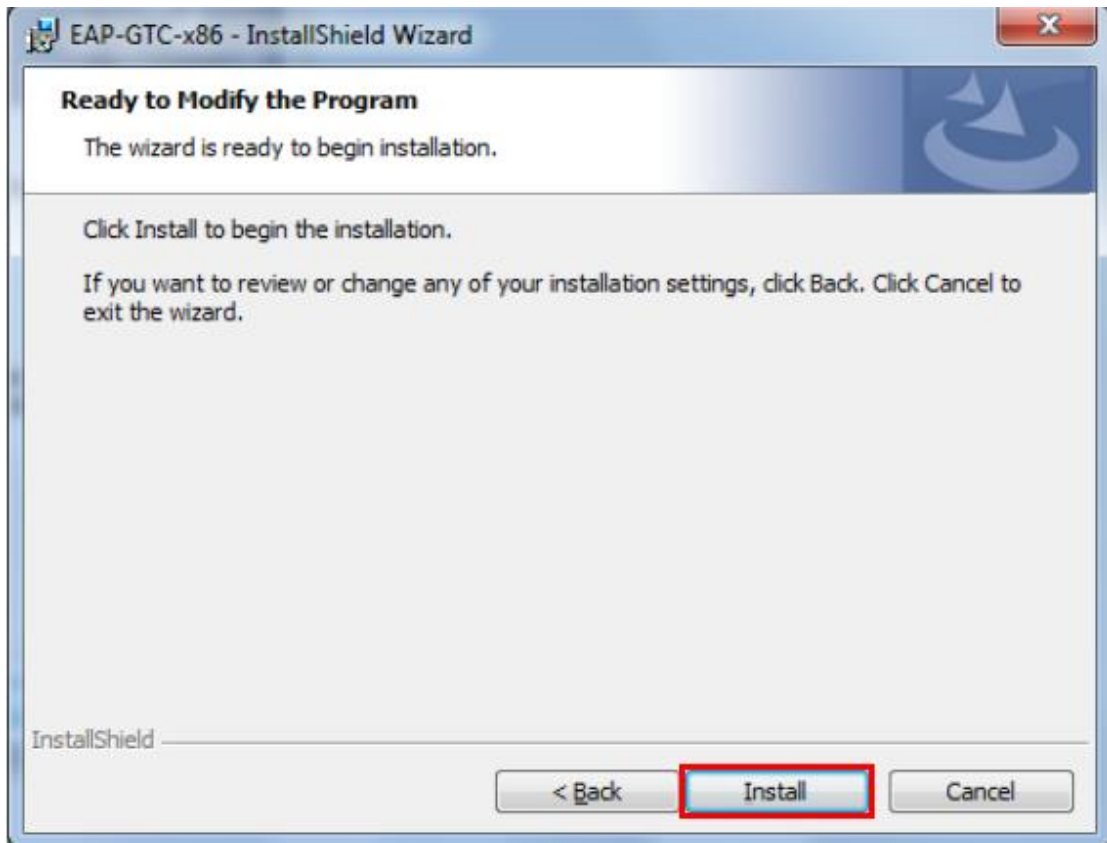 EAP-GTC-x86 - InstallShield Wizard
Ready to Modify the Program
The wizard is ready to begin installation.
Click Install to begin the installation.
If you want to review or change any of your installation settings, click Back. Click Cancel to
exit the wizard.
InstallShield
< Back Install Cancel